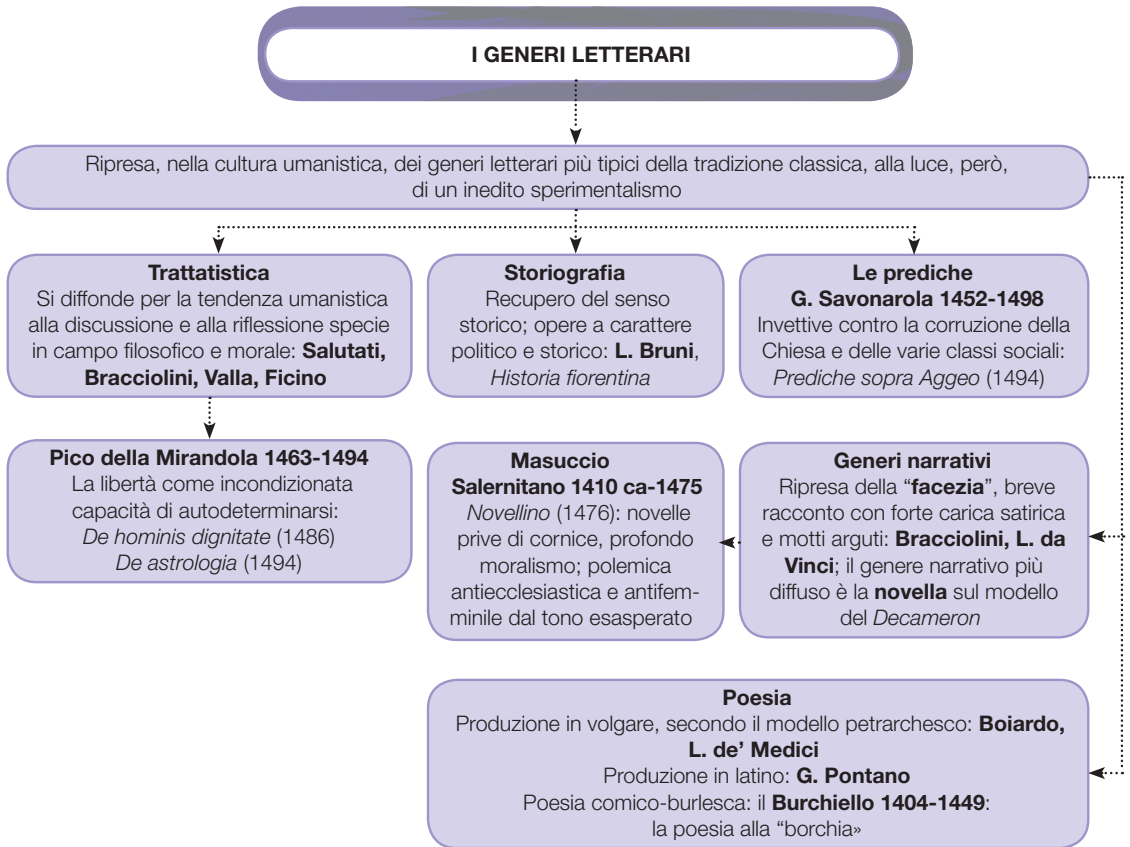 I GENERI LETTERARI
Ripresa, nella cultura umanistica, dei generi letterari più tipici della tradizione classica, alla luce, però,
di un inedito sperimentalismo
Trattatistica
Si diffonde per la tendenza umanistica
alla discussione e alla riflessione specie
in campo filosofico e morale: Salutati,
Bracciolini, Valla, Ficino
Storiografia
Recupero del senso
storico; opere a carattere
politico e storico: L. Bruni,
Historia fiorentina
Le prediche
G. Savonarola 1452-1498
Invettive contro la corruzione della
Chiesa e delle varie classi sociali:
Prediche sopra Aggeo (1494)
Pico della Mirandola 1463-1494
La libertà come incondizionata
capacità di autodeterminarsi:
De hominis dignitate (1486)
De astrologia (1494)
Masuccio
Salernitano 1410 ca-1475
Novellino (1476): novelle
prive di cornice, profondo
moralismo; polemica
antiecclesiastica e antifem-
minile dal tono esasperato
Generi narrativi
Ripresa della “facezia”, breve
racconto con forte carica satirica
e motti arguti: Bracciolini, L. da
Vinci; il genere narrativo più
diffuso è la novella sul modello
del Decameron
Poesia
Produzione in volgare, secondo il modello petrarchesco: Boiardo,
L. de’ Medici
Produzione in latino: G. Pontano
Poesia comico-burlesca: il Burchiello 1404-1449:
la poesia alla “borchia»